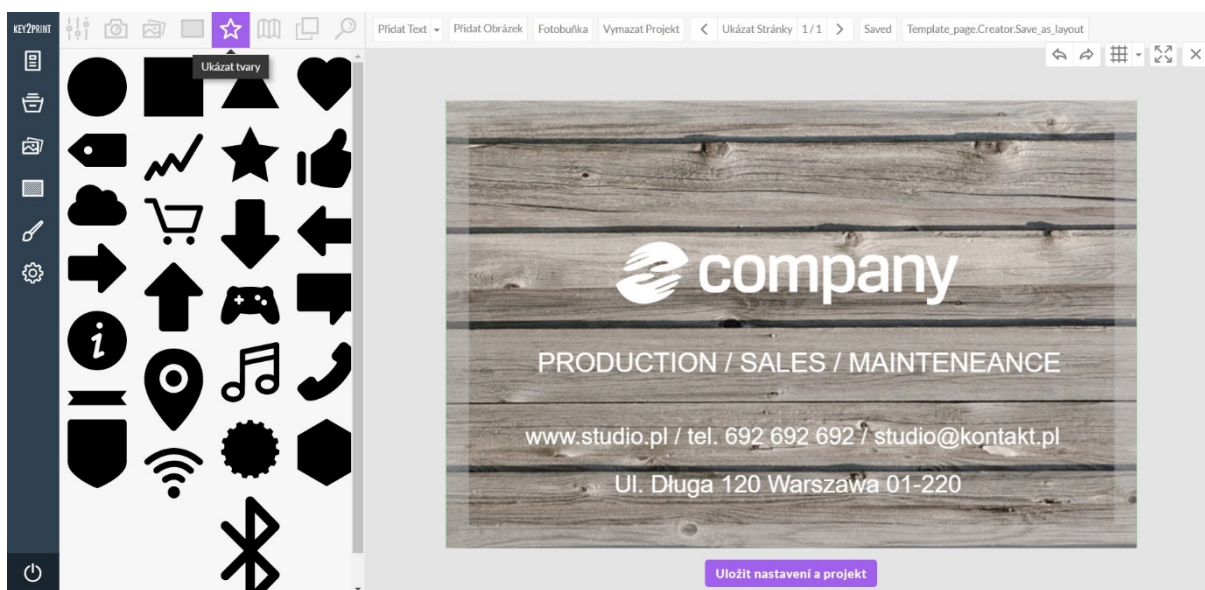 KEY2PRINT
Přidat Text
Přidat Obrázek
Fotobuňka
Vymazat Projekt
Ukázat Stránky 1 / 1
Saved
Template_page.Creator.Save_as_layout
Ukázat tvary
company
PRODUCTION / SALES / MAINTENEANCE
www.studio.pl / tel. 692 692 692 / studio@kontakt.pl
Ul. Długa 120 Warszawa 01-220
Uložit nastavení a projekt